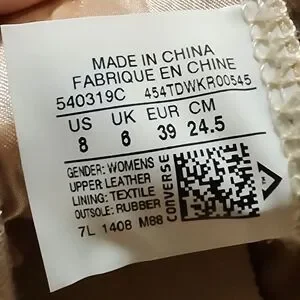 MADE IN CHINA
FABRIQUE EN CHINE
540319C 454TDWKR00545
US UK EUR CM
8 6 39 24.5
GENDER: WOMENS
UPPER: LEATHER
LINING: TEXTILE
OUTSOLE: RUBBER
7L 1408 M88
CONVERSE